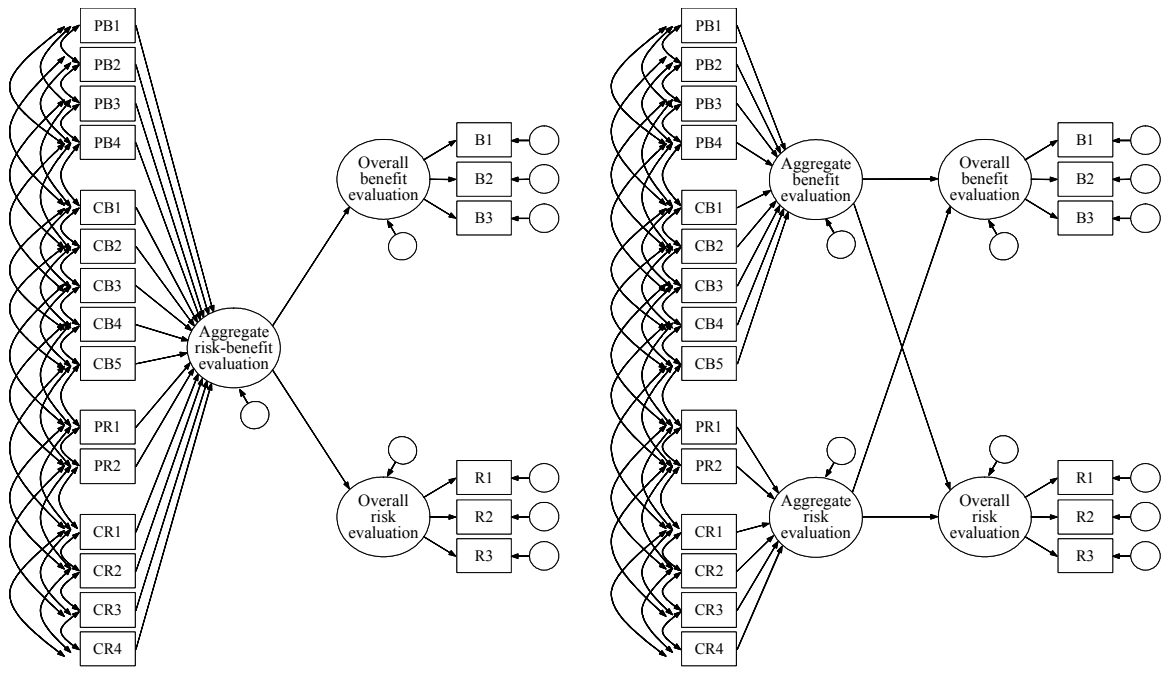 PB1
PB2
PB3
PB4
CB1
CB2
CB3
CB4
CB5
PR1
PR2
CR1
CR2
CR3
CR4
Aggregate
risk-benefit
evaluation
Overall
benefit
evaluation
B1
B2
B3
Overall
risk
evaluation
R1
R2
R3
PB1
PB2
PB3
PB4
CB1
CB2
CB3
CB4
CB5
PR1
PR2
CR1
CR2
CR3
CR4
Aggregate
benefit
evaluation
Aggregate
risk
evaluation
Overall
benefit
evaluation
B1
B2
B3
Overall
risk
evaluation
R1
R2
R3